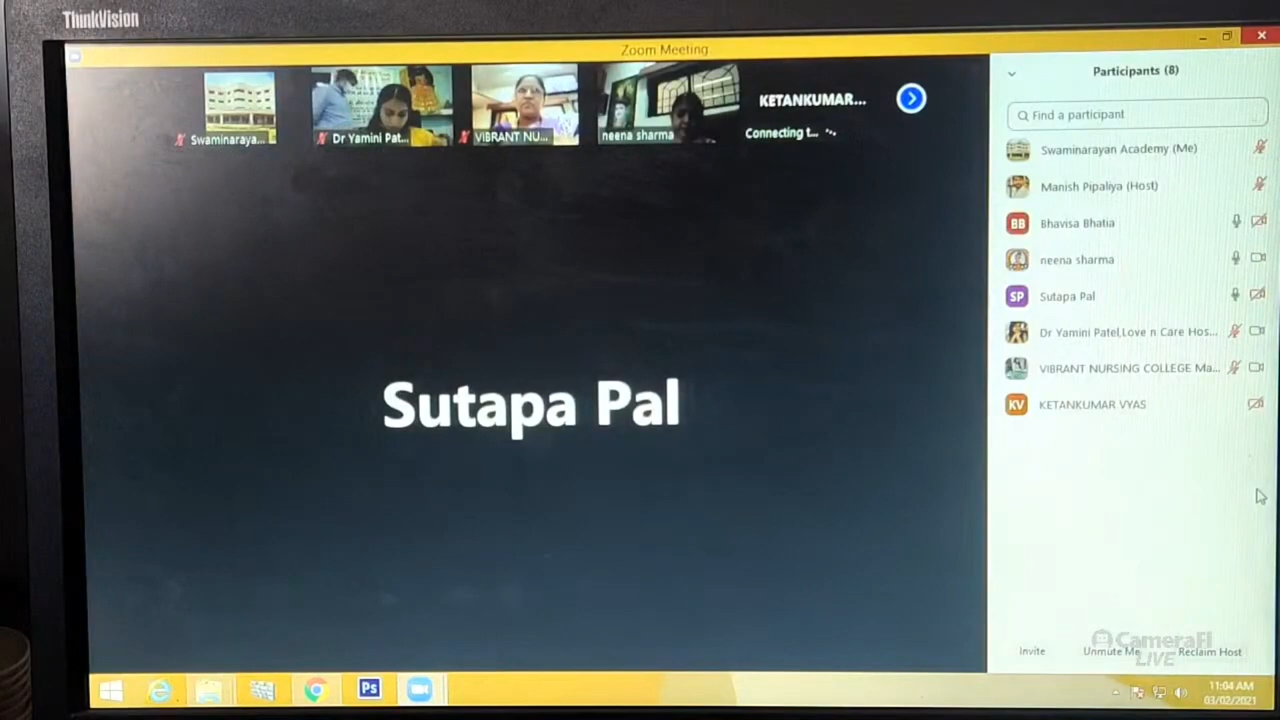 ThinkVision
Zoom Meeting
Swaminaraya...
Dr Yamini Pat...
VIBRANT NU...
neena sharma
KETANKUMAR...
Connecting t...
Sutapa Pal
Participants (8)
Find a participant
Swaminarayan Academy (Me)
Manish Pipaliya (Host)
BB Bhavisa Bhatia
neena sharma
SP Sutapa Pal
Dr Yamini Patel,Love n Care Hos...
VIBRANT NURSING COLLEGE Ma...
KV KETANKUMAR VYAS
CameraFI
LIVE
Invite Unmute Me Reclaim Host
Ps
11:04 AM
03/02/2021